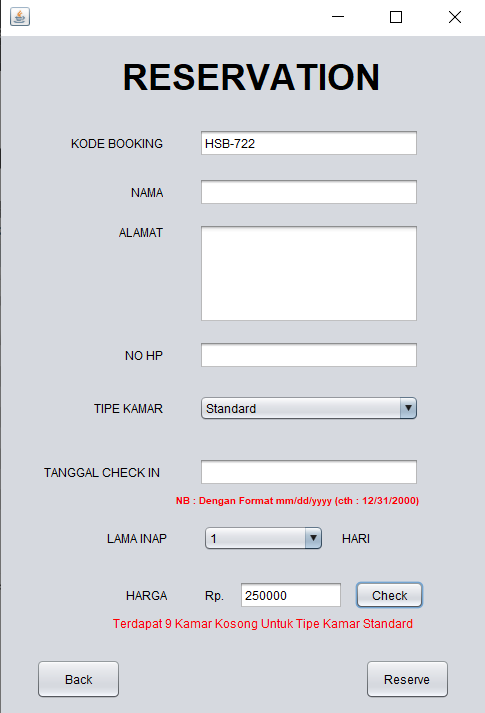 RESERVATION
KODE BOOKING HSB-722
NAMA
ALAMAT
NO HP
TIPE KAMAR Standard
TANGGAL CHECK IN
NB : Dengan Format mm/dd/yyyy (cth : 12/31/2000)
LAMA INAP 1 HARI
HARGA Rp. 250000 Check
Terdapat 9 Kamar Kosong Untuk Tipe Kamar Standard
Back Reserve